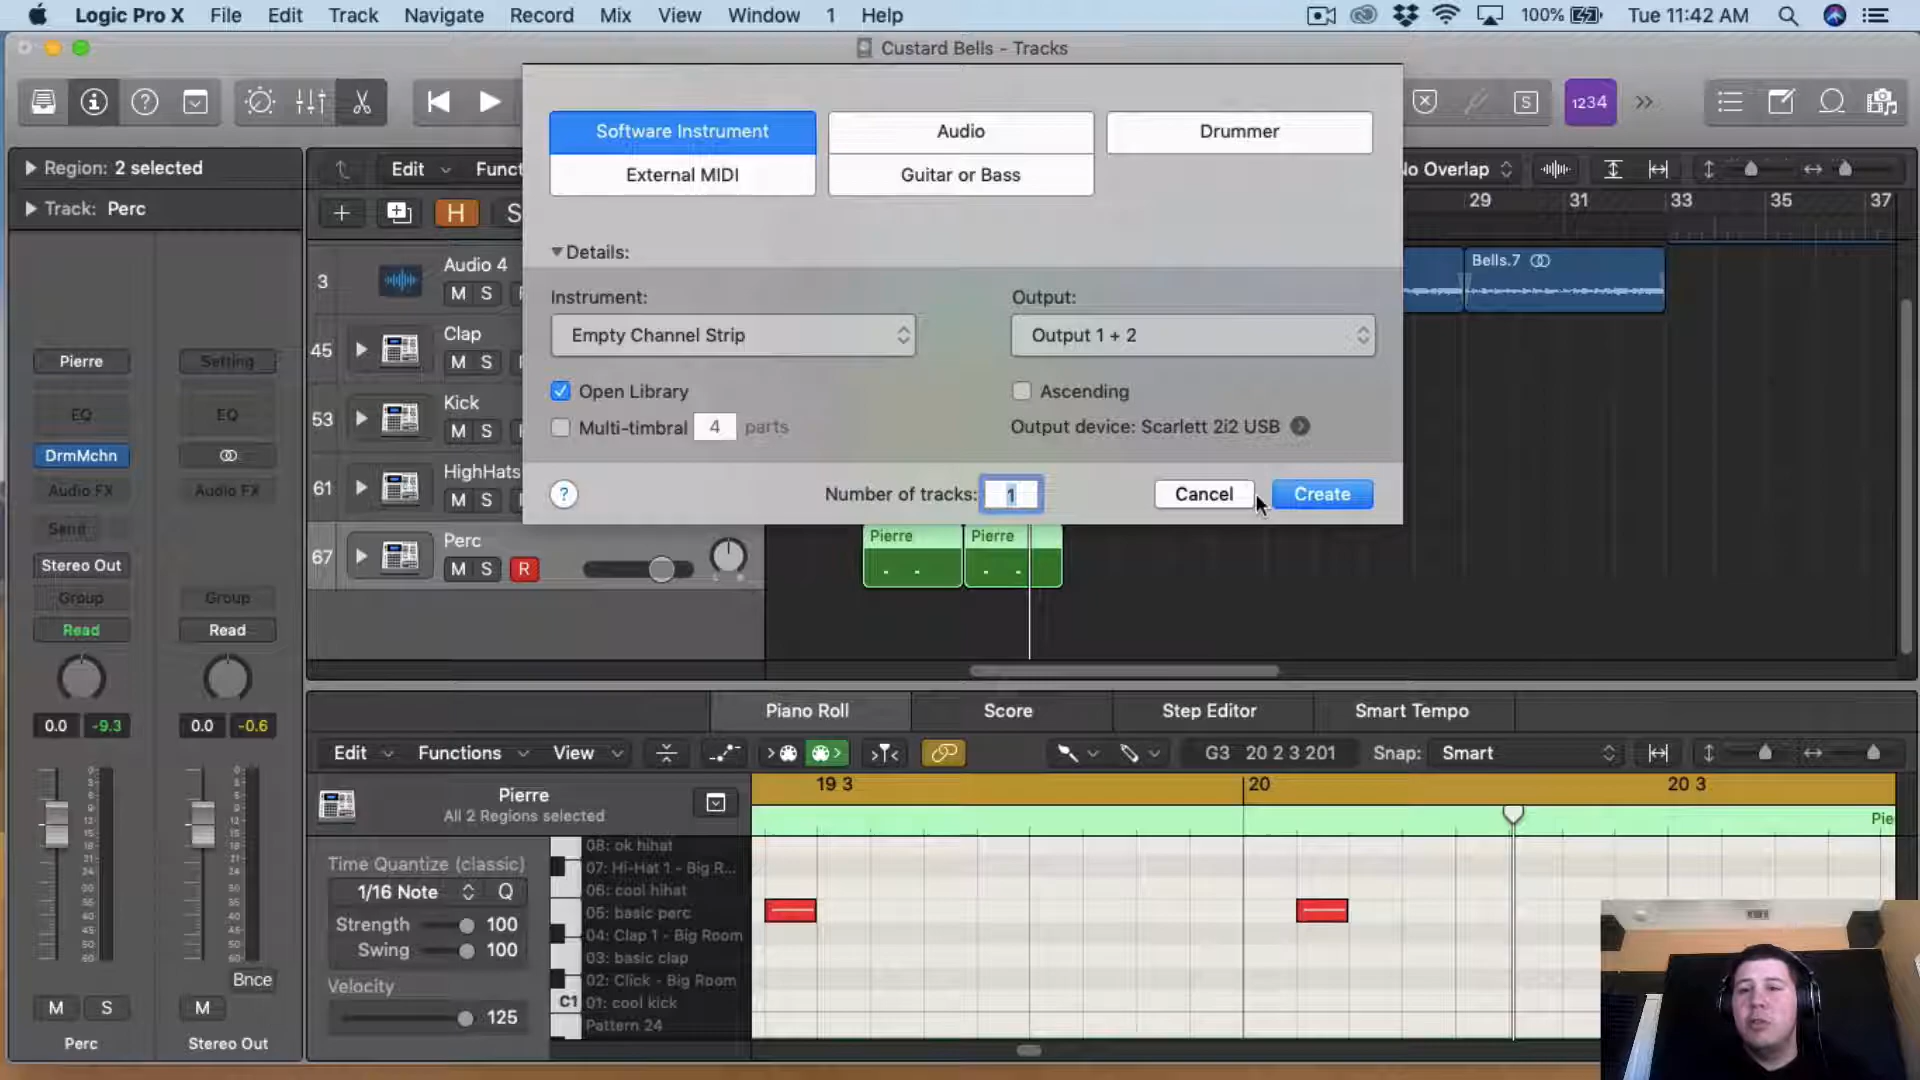 Logic Pro X File Edit Track Navigate Record Mix View Window 1 Help 100% Tue 11:42 AM
Custard Bells - Tracks
1234
Software Instrument Audio Drummer
External MIDI Guitar or Bass
Region: 2 selected
Edit Funct
No Overlap
Track: Perc
H S
29 31 33 35 37
Details:
Bells.7
3 Audio 4
M S
Instrument: Output:
Empty Channel Strip Output 1 + 2
45 Clap
M S
Open Library Ascending
Multi-timbral 4 parts Output device: Scarlett 2i2 USB
53 Kick
M S
61 HighHats
M S
? Number of tracks: 1 Cancel Create
67 Perc
M S R
Pierre Pierre
Pierre Setting
EQ EQ
DrmMchn
Audio FX Audio FX
Send
Stereo Out
Group Group
Read Read
0.0 -9.3 0.0 -0.6
Bnce
M S M
Perc Stereo Out
Piano Roll Score Step Editor Smart Tempo
Edit Functions View G3 20 2 3 201 Snap: Smart
19 3 20 20 3
Pierre
All 2 Regions selected
Pie
Time Quantize (classic)
1/16 Note Q
Strength 100
Swing 100
Velocity
125
08: ok hihat
07: Hi-Hat 1 - Big R...
06: cool hihat
05: basic perc
04: Clap 1 - Big Room
03: basic clap
02: Click - Big Room
C1 01: cool kick
Pattern 24